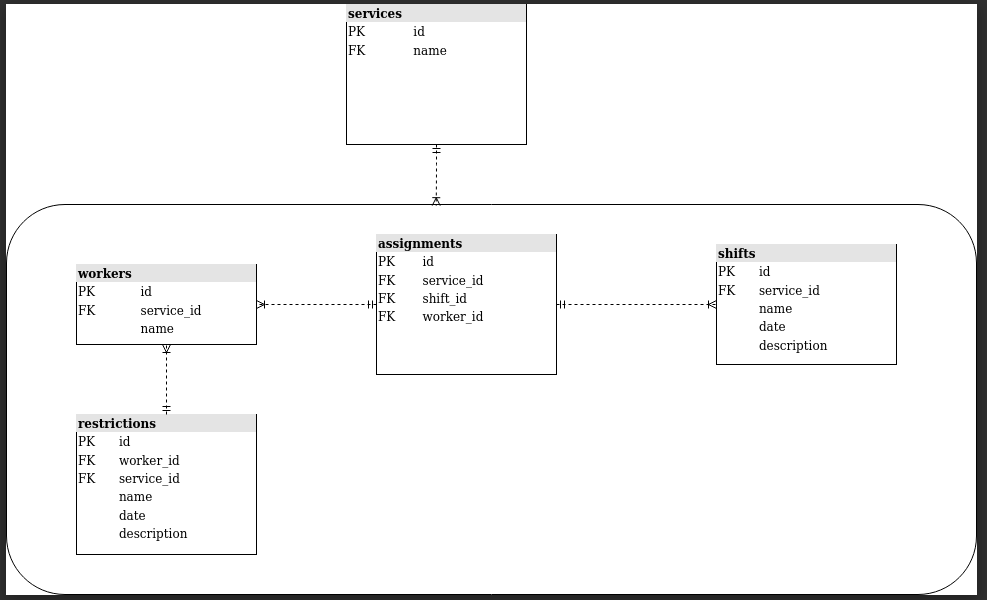 services
PK id
FK name
assignments
PK id
FK service_id
FK shift_id
FK worker_id
shifts
PK id
FK service_id
name
date
description
workers
PK id
FK service_id
name
restrictions
PK id
FK worker_id
FK service_id
name
date
description